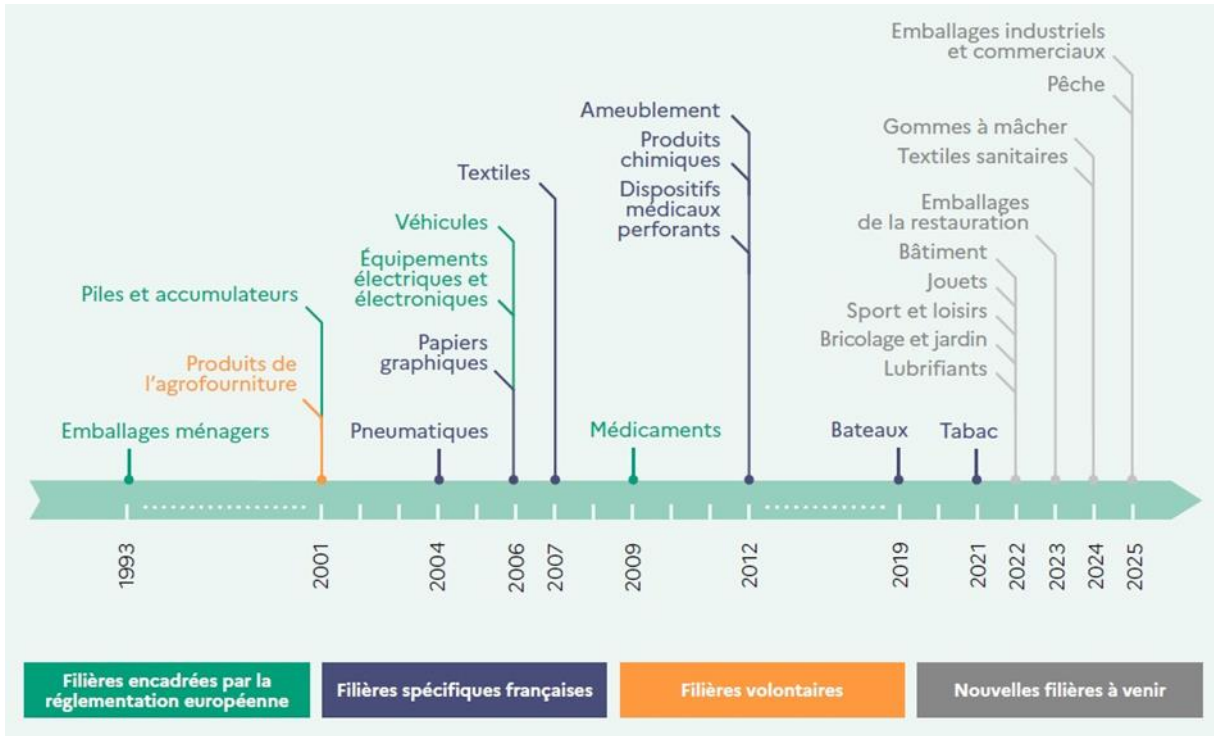 Emballages industriels
et commerciaux
Pêche
Ameublement
Produits
chimiques
Dispositifs
médicaux
perforants
Gommes à mâcher
Textiles sanitaires
Textiles
Emballages
de la restauration
Véhicules
Équipements
électriques et
électroniques
Bâtiment
Jouets
Sport et loisirs
Bricolage et jardin
Lubrifiants
Piles et accumulateurs
Produits de
l'agrofourniture
Papiers
graphiques
Emballages ménagers
Pneumatiques
Médicaments
Bateaux
Tabac
1993
2001
2004
2006
2007
2009
2012
2019
2021
2022
2023
2024
2025
Filières encadrées par la
réglementation européenne
Filières spécifiques françaises
Filières volontaires
Nouvelles filières à venir